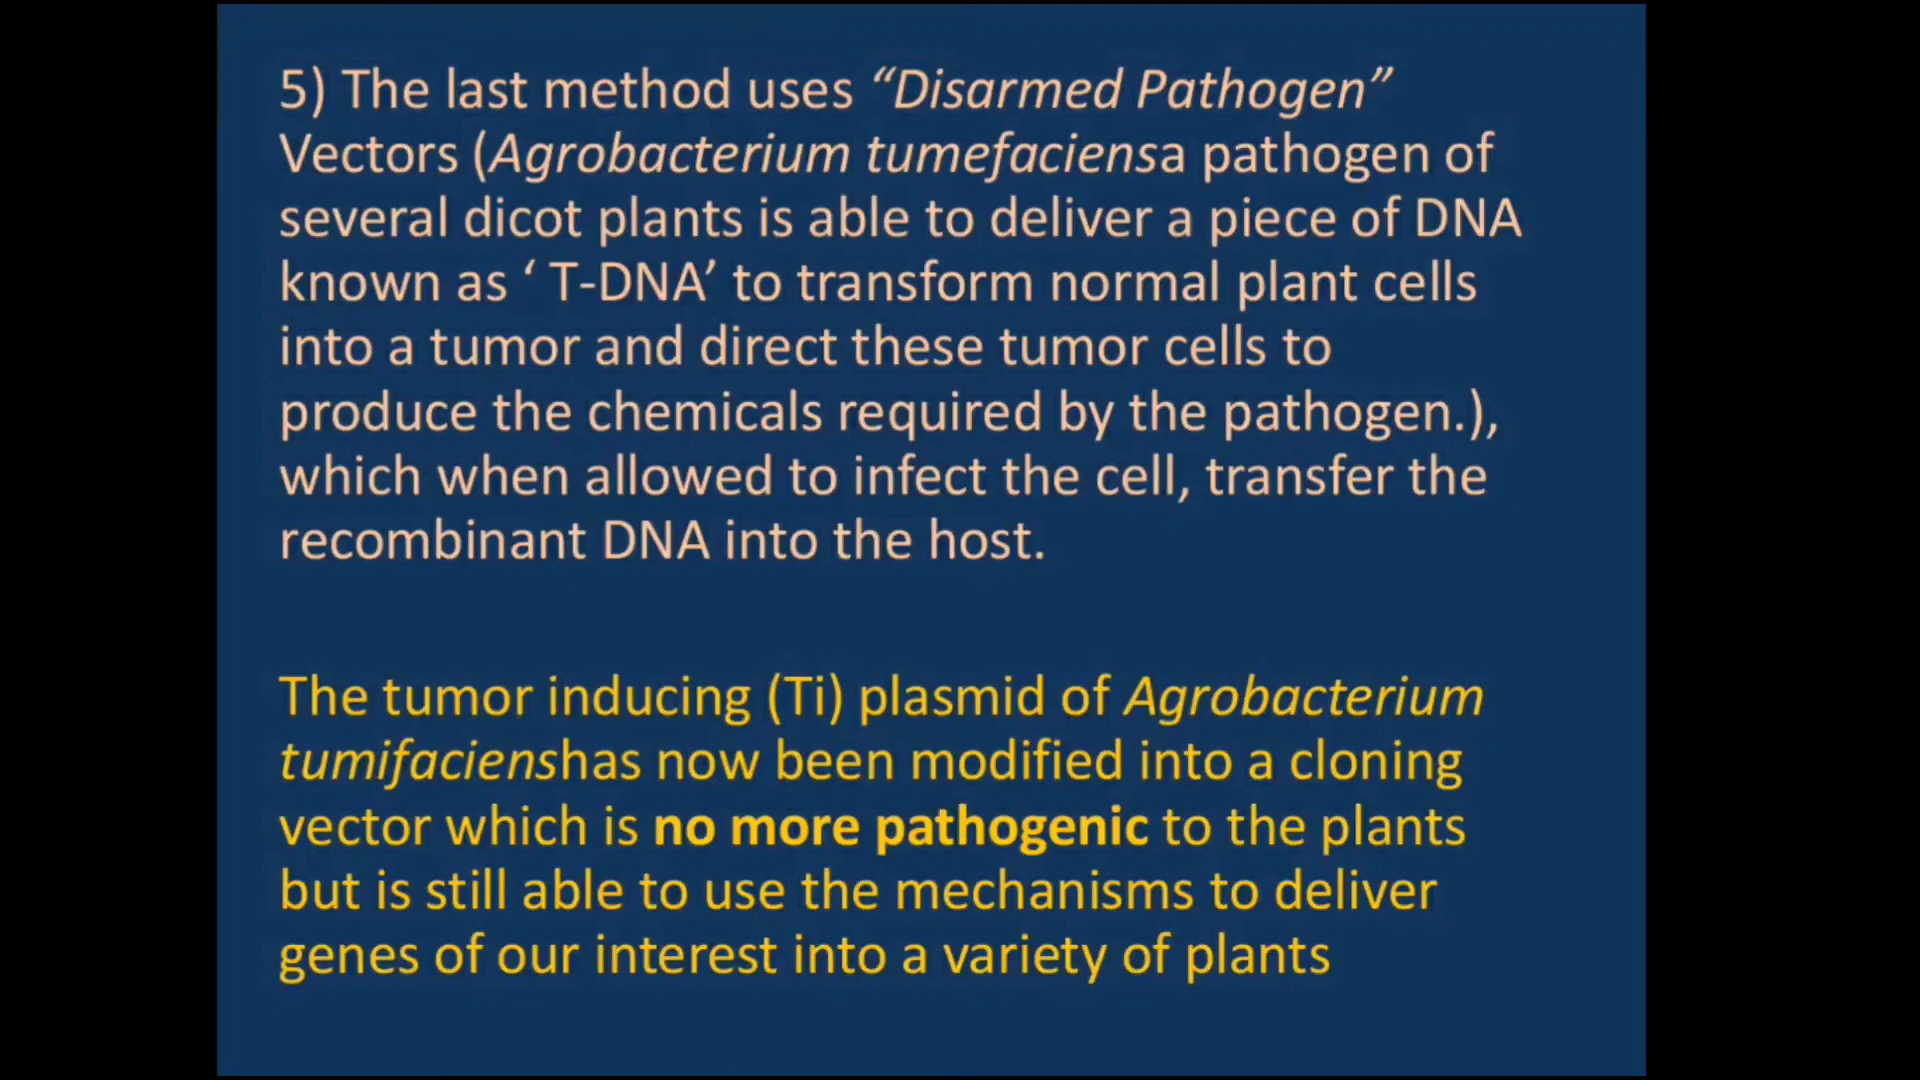 5) The last method uses “Disarmed Pathogen”
Vectors (Agrobacterium tumefaciensa pathogen of
several dicot plants is able to deliver a piece of DNA
known as ‘ T-DNA’ to transform normal plant cells
into a tumor and direct these tumor cells to
produce the chemicals required by the pathogen.),
which when allowed to infect the cell, transfer the
recombinant DNA into the host.
The tumor inducing (Ti) plasmid of Agrobacterium
tumifacienshas now been modified into a cloning
vector which is no more pathogenic to the plants
but is still able to use the mechanisms to deliver
genes of our interest into a variety of plants